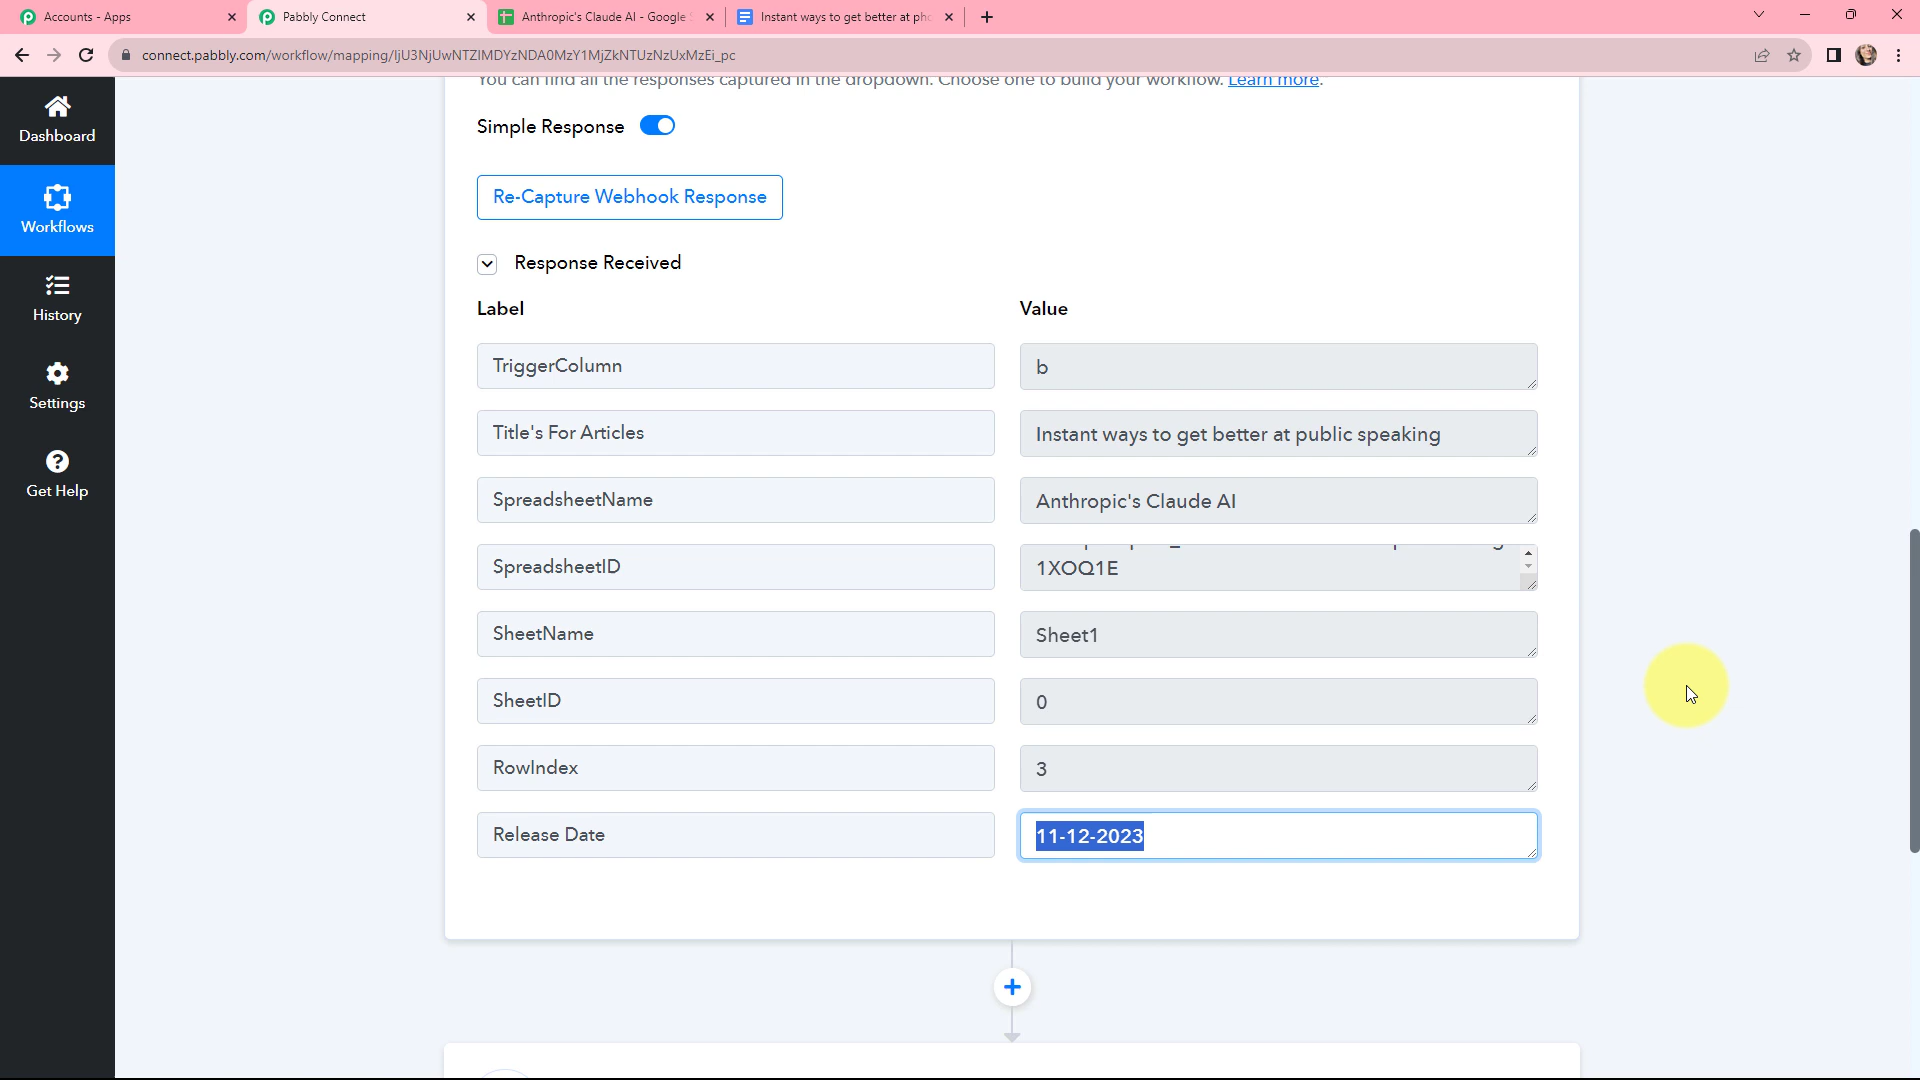 Accounts - Apps
Pabbly Connect
Anthropic's Claude AI - Google
Instant ways to get better at
connect.pabbly.com/workflow/mapping/IjU3NjUwNTZlMDYzNDA0MzY1MjZkNTUzNzUxMzEi_pc
You can find all the responses captured in the dropdown. Choose one to build your workflow. Learn more.
Dashboard
Simple Response
Re-Capture Webhook Response
Workflows
Response Received
History
Label
Value
TriggerColumn
b
Settings
Title's For Articles
Instant ways to get better at public speaking
Get Help
SpreadsheetName
Anthropic's Claude AI
SpreadsheetID
1XOQ1E
SheetName
Sheet1
SheetID
0
RowIndex
3
Release Date
11-12-2023